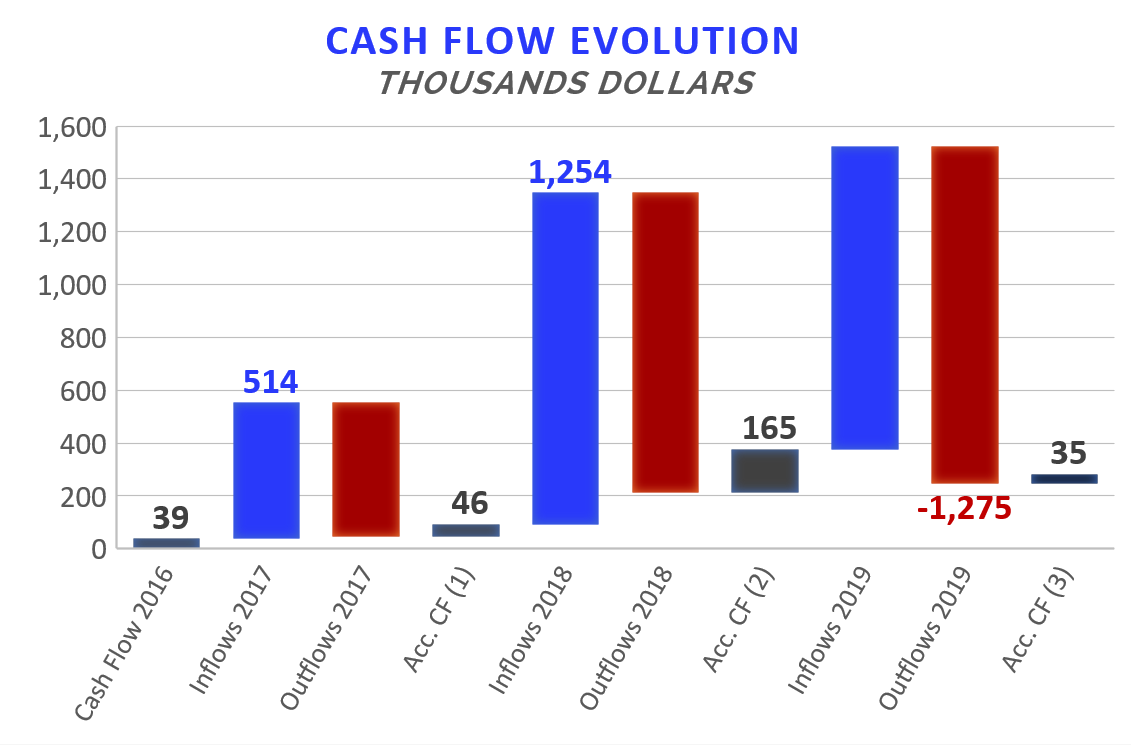 CASH FLOW EVOLUTION
THOUSANDS DOLLARS
1,600
1,400
1,200
1,000
800
600
400
200
0
39
514
46
1,254
165
-1,275
35
Cash Flow 2016
Inflows 2017
Outflows 2017
Acc. CF (1)
Inflows 2018
Outflows 2018
Acc. CF (2)
Inflows 2019
Outflows 2019
Acc. CF (3)